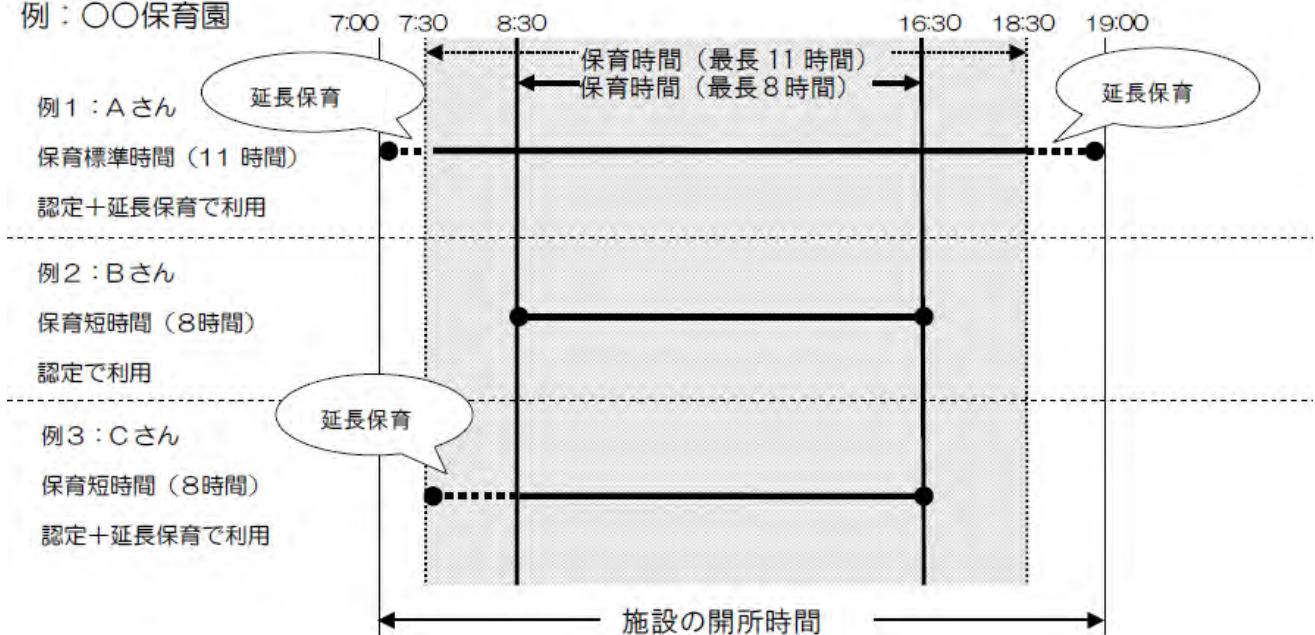 例：〇〇保育園
7:00 7:30 8:30 16:30 18:30 19:00
保育時間（最長 11 時間）
保育時間（最長８時間）
延長保育
延長保育
例１：Ａさん
保育標準時間（11 時間）
認定＋延長保育で利用
例２：Ｂさん
保育短時間（８時間）
認定で利用
延長保育
例３：Ｃさん
保育短時間（８時間）
認定＋延長保育で利用
施設の開所時間